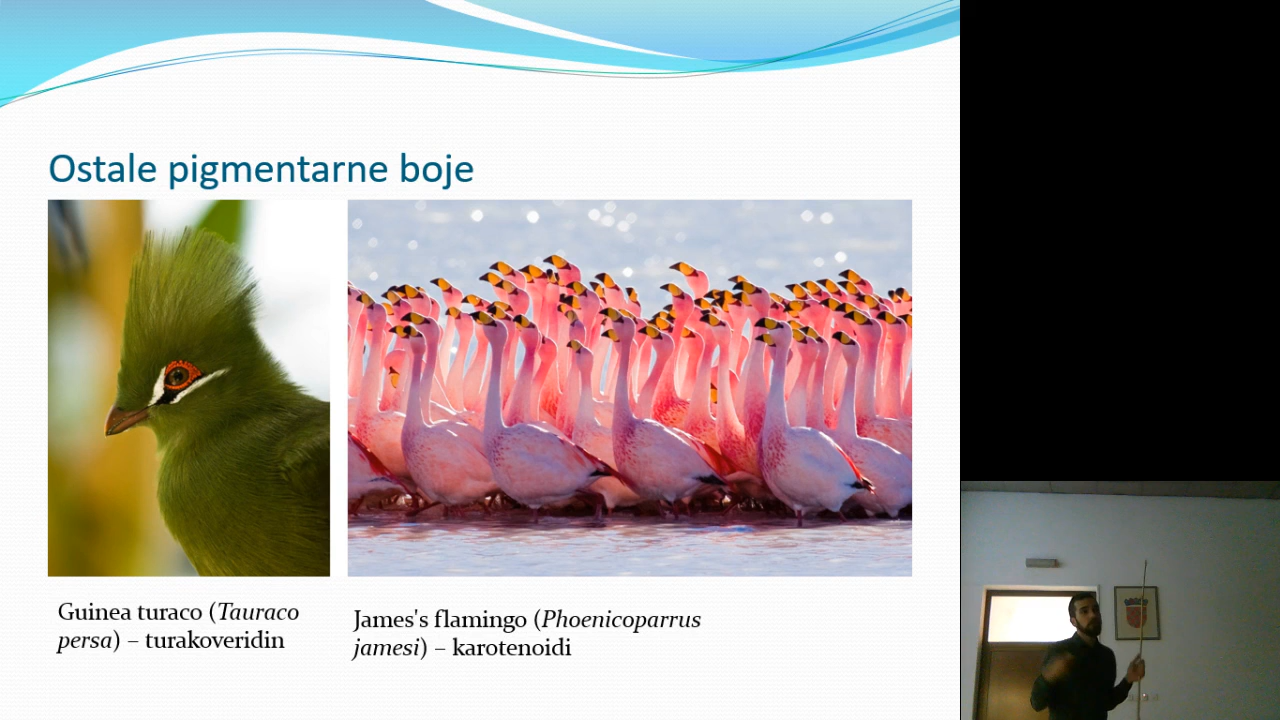 Ostale pigmentarne boje
Guinea turaco (Tauraco
persa) – turakoveridin
James's flamingo (Phoenicoparrus
jamesi) – karotenoidi